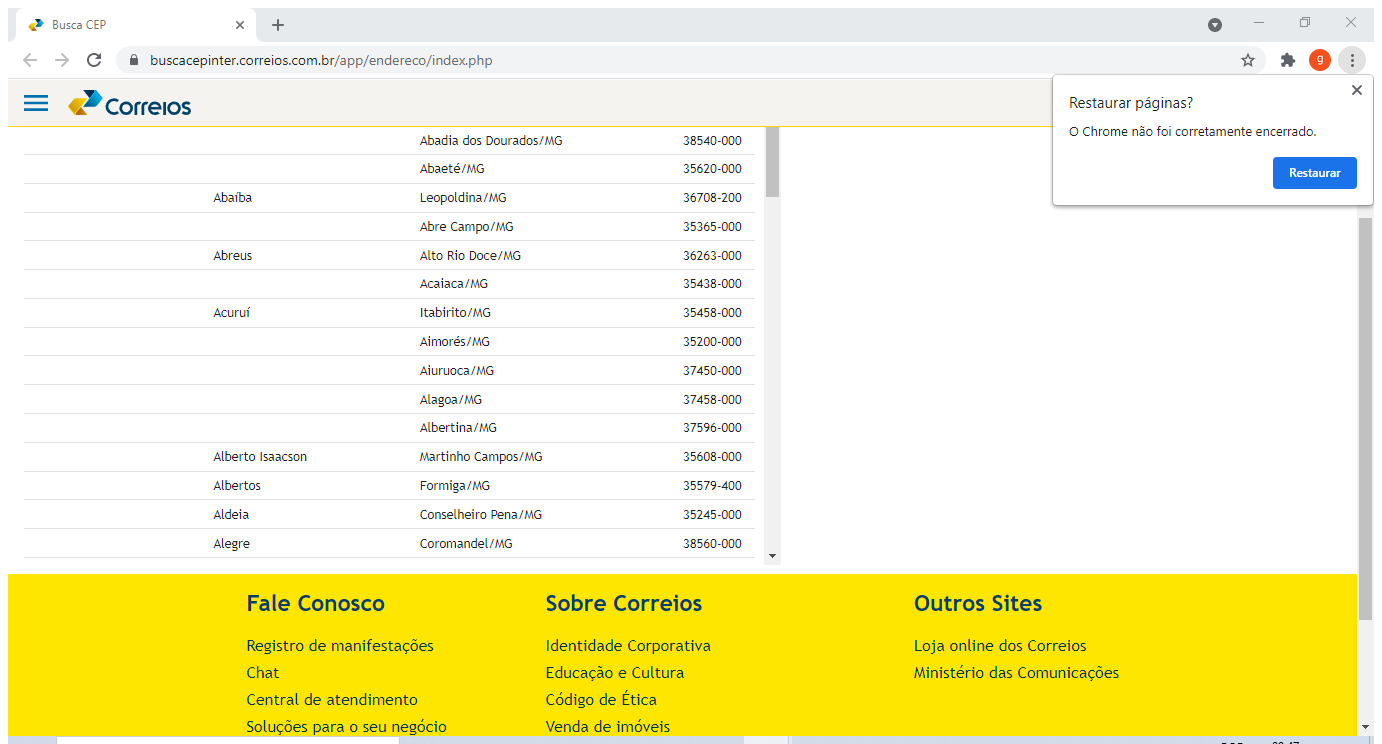 Busca CEP
buscacepinter.correios.com.br/app/endereco/index.php
g
Correios
Restaurar páginas?
O Chrome não foi corretamente encerrado.
Restaurar
Abadia dos Dourados/MG 38540-000
Abaeté/MG 35620-000
Abaíba Leopoldina/MG 36708-200
Abre Campo/MG 35365-000
Abreus Alto Rio Doce/MG 36263-000
Acaiaca/MG 35438-000
Acuruí Itabirito/MG 35458-000
Aimorés/MG 35200-000
Aiuruoca/MG 37450-000
Alagoa/MG 37458-000
Albertina/MG 37596-000
Alberto Isaacson Martinho Campos/MG 35608-000
Albertos Formiga/MG 35579-400
Aldeia Conselheiro Pena/MG 35245-000
Alegre Coromandel/MG 38560-000
Fale Conosco Sobre Correios Outros Sites
Registro de manifestações Identidade Corporativa Loja online dos Correios
Chat Educação e Cultura Ministério das Comunicações
Central de atendimento Código de Ética
Soluções para o seu negócio Venda de imóveis